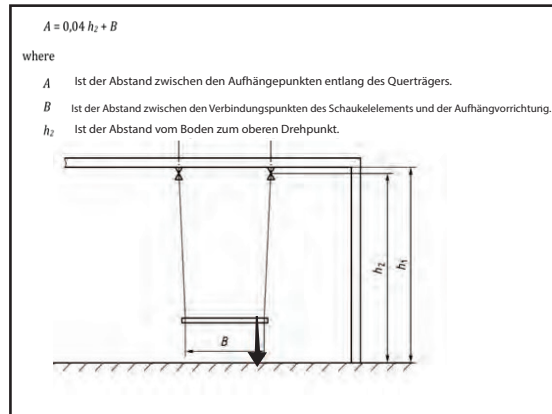 A = 0,04 h₂ + B
where
A Ist der Abstand zwischen den Aufhängepunkten entlang des Querträgers.
B Ist der Abstand zwischen den Verbindungspunkten des Schaukelelements und der Aufhängvorrichtung.
h₂ Ist der Abstand vom Boden zum oberen Drehpunkt.
h₂
h₁
B